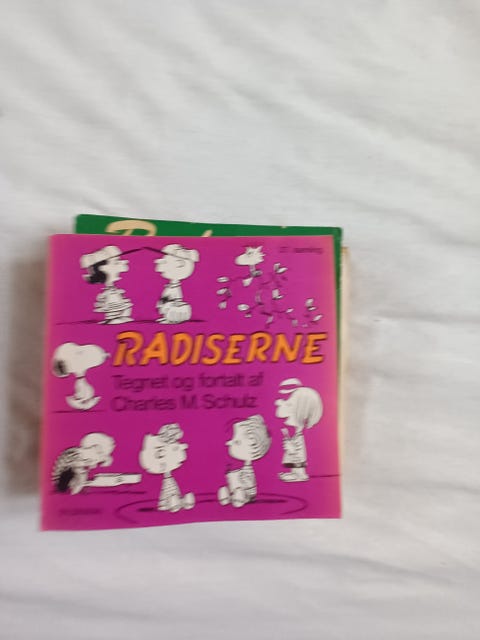 RADISERNE
Tegnet og fortalt af
Charles M. Schulz